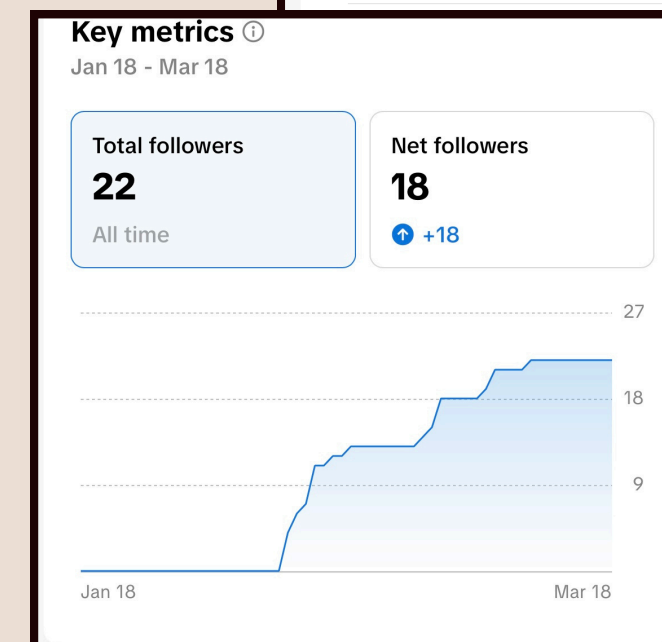 Key metrics
Jan 18 - Mar 18
Total followers
22
All time
Net followers
18
+18
27
18
9
Jan 18
Mar 18